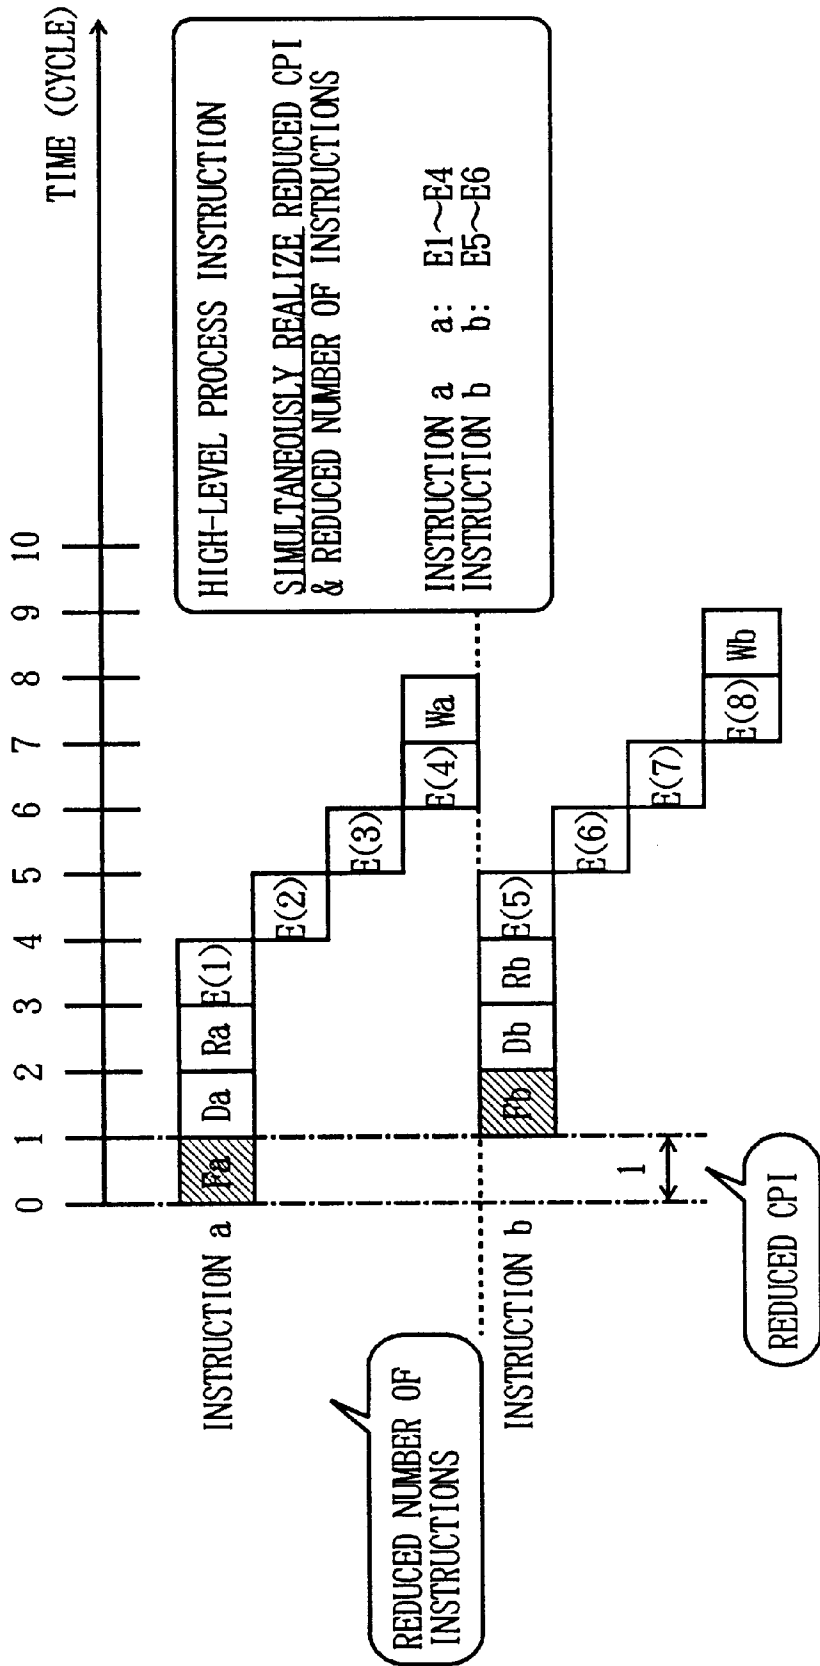 TIME (CYCLE)
0 1 2 3 4 5 6 7 8 9 10
INSTRUCTION a
Fa Da Ra E(1)
E(2)
E(3)
E(4) Wa
HIGH-LEVEL PROCESS INSTRUCTION
SIMULTANEOUSLY REALIZE REDUCED CPI
& REDUCED NUMBER OF INSTRUCTIONS
INSTRUCTION a a: E1~E4
INSTRUCTION b b: E5~E6
REDUCED NUMBER OF
INSTRUCTIONS
INSTRUCTION b
Fb Db Rb E(5)
E(6)
E(7)
E(8) Wb
1
REDUCED CPI